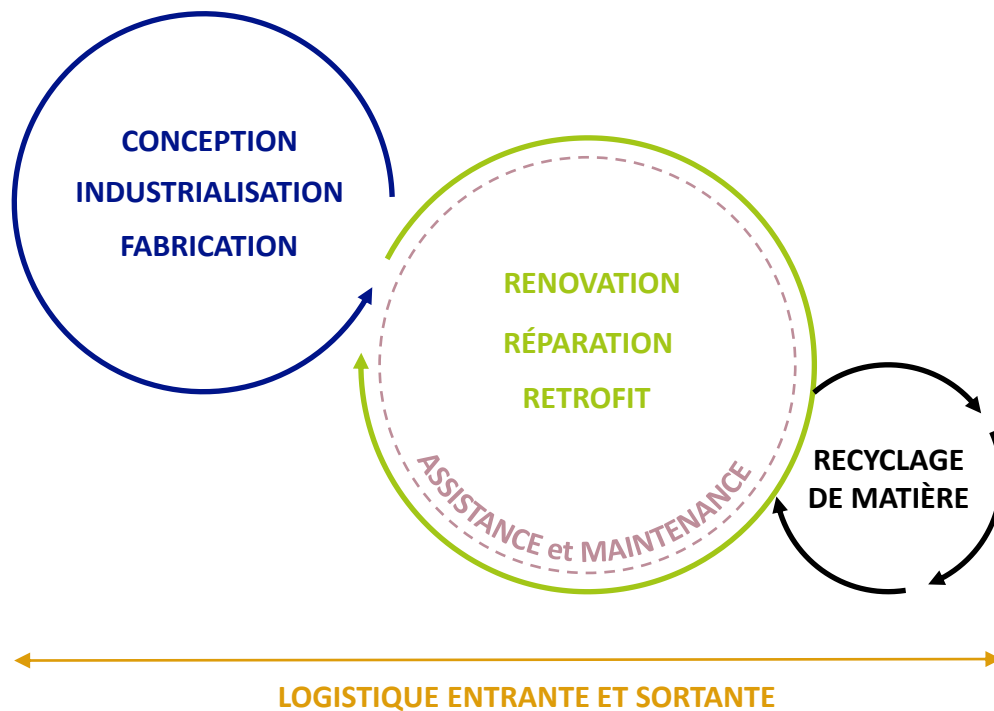 CONCEPTION
INDUSTRIALISATION
FABRICATION
RENOVATION
RÉPARATION
RETROFIT
ASSISTANCE et MAINTENANCE
RECYCLAGE
DE MATIÈRE
LOGISTIQUE ENTRANTE ET SORTANTE